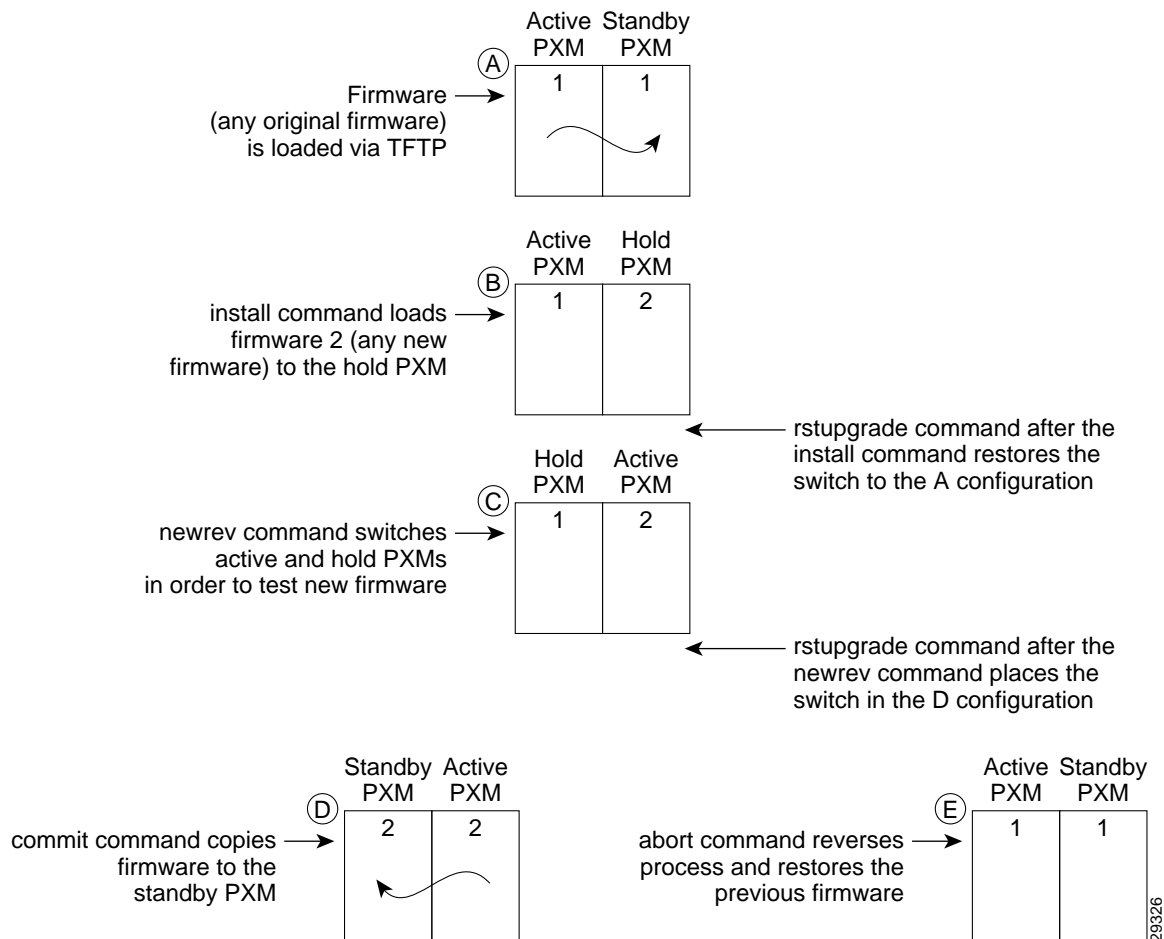 Active Standby
PXM PXM
A
1 1
Firmware
(any original firmware)
is loaded via TFTP
Active Hold
PXM PXM
B
1 2
install command loads
firmware 2 (any new
firmware) to the hold PXM
rstupgrade command after the
install command restores the
switch to the A configuration
Hold Active
PXM PXM
C
1 2
newrev command switches
active and hold PXMs
in order to test new firmware
rstupgrade command after the
newrev command places the
switch in the D configuration
Standby Active
PXM PXM
D
2 2
commit command copies
firmware to the
standby PXM
Active Standby
PXM PXM
E
1 1
abort command reverses
process and restores the
previous firmware
29326